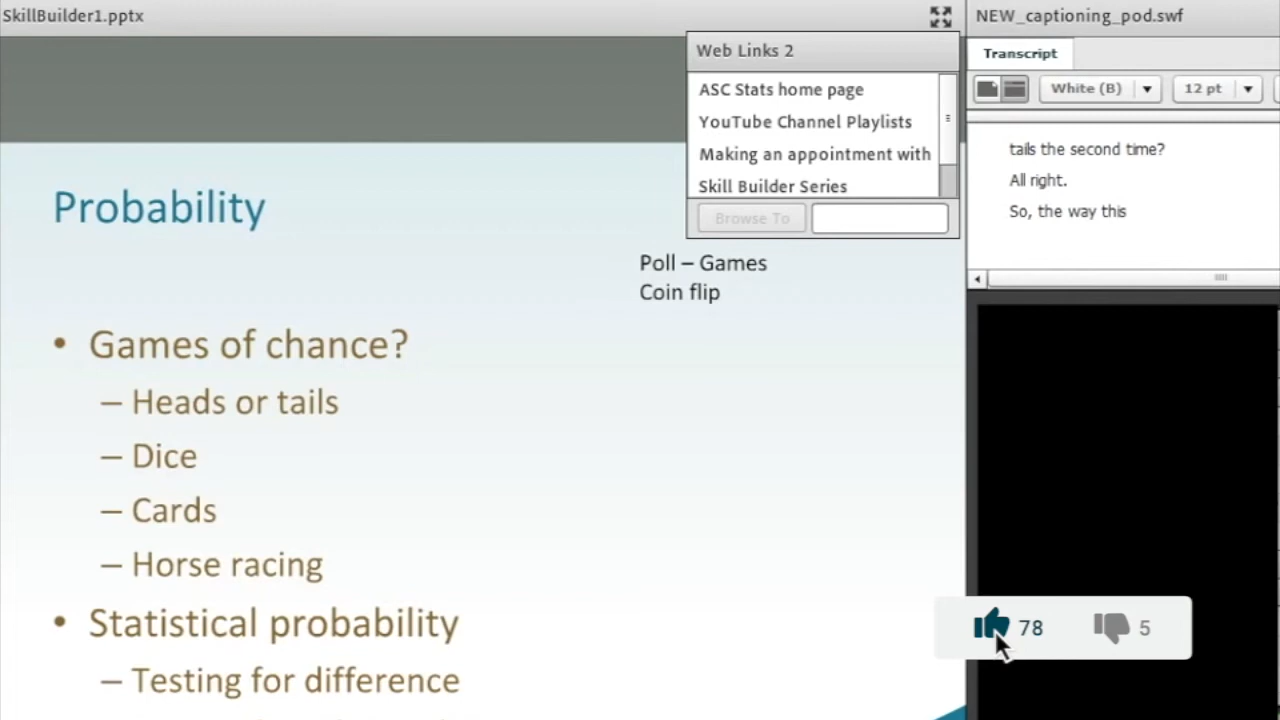 SkillBuilder1.pptx
NEW_captioning_pod.swf
Web Links 2
ASC Stats home page
YouTube Channel Playlists
Making an appointment with
Skill Builder Series
Browse To
Transcript
White (B)
12 pt
tails the second time?
All right.
So, the way this
Probability
Poll – Games
Coin flip
• Games of chance?
– Heads or tails
– Dice
– Cards
– Horse racing
• Statistical probability
– Testing for difference
78
5